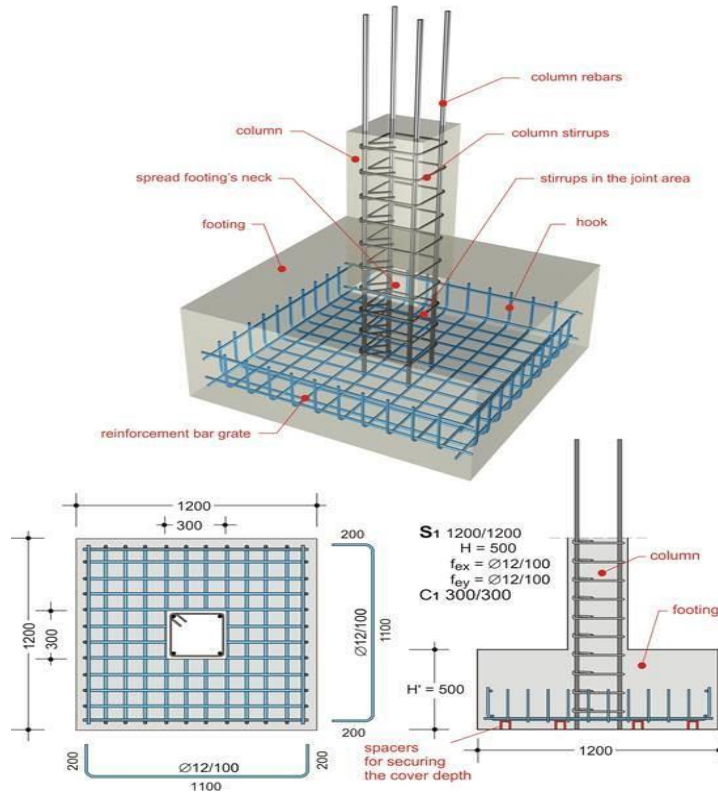 column rebars
column
column stirrups
spread footing's neck
stirrups in the joint area
footing
hook
reinforcement bar grate
1200
300
200
1200
300
Ø12/100
1100
200
200
200
Ø12/100
1100
S1 1200/1200
H = 500
fex = Ø12/100
fey = Ø12/100
C1 300/300
column
footing
H' = 500
spacers
for securing
the cover depth
1200